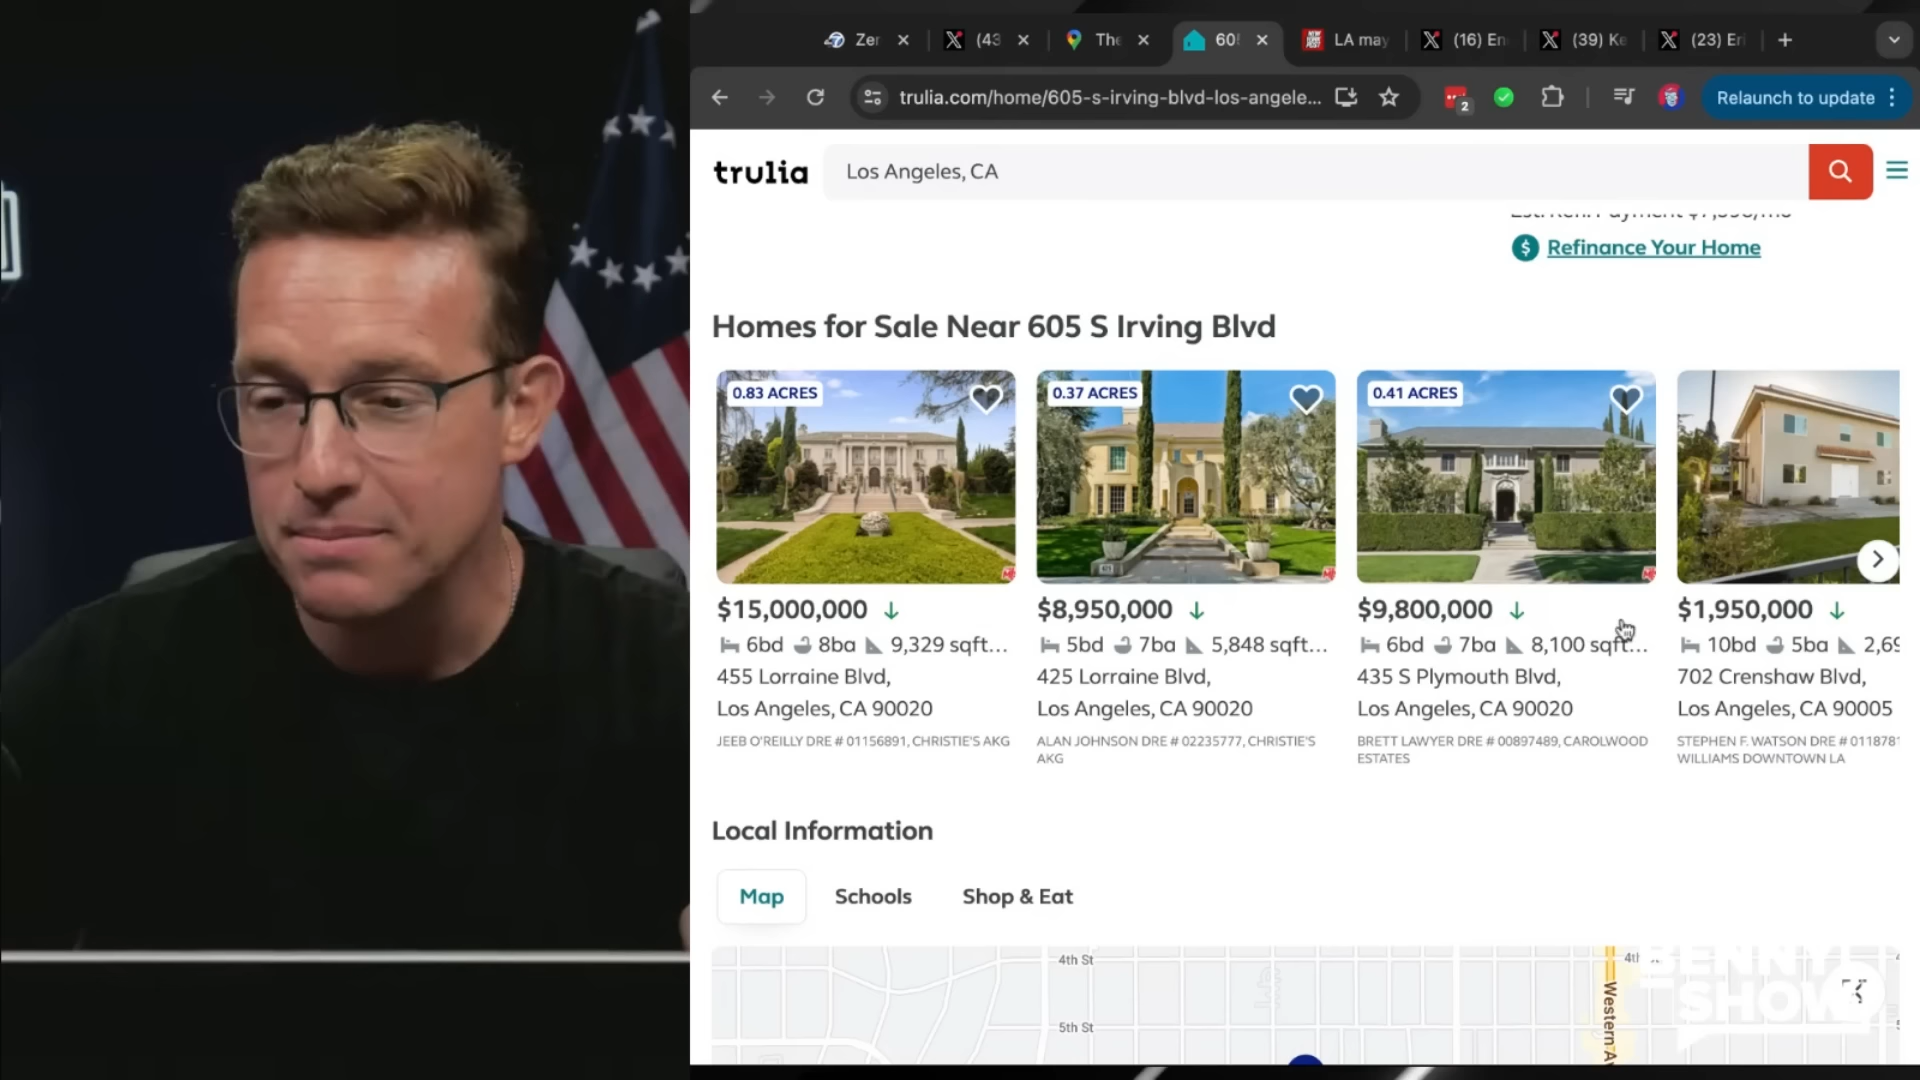 Zer
(43
The
60
LA may
(16) En
(39) Ke
(23) Eri
trulia.com/home/605-s-irving-blvd-los-angele...
2
Relaunch to update
trulia
Los Angeles, CA
$ Refinance Your Home
Homes for Sale Near 605 S Irving Blvd
0.83 ACRES
0.37 ACRES
0.41 ACRES
$15,000,000
$8,950,000
$9,800,000
$1,950,000
6bd 8ba 9,329 sqft...
5bd 7ba 5,848 sqft...
6bd 7ba 8,100 sqft...
10bd 5ba 2,69
455 Lorraine Blvd,
Los Angeles, CA 90020
425 Lorraine Blvd,
Los Angeles, CA 90020
435 S Plymouth Blvd,
Los Angeles, CA 90020
702 Crenshaw Blvd,
Los Angeles, CA 90005
JEEB O'REILLY DRE # 01156891, CHRISTIE'S AKG
ALAN JOHNSON DRE # 02235777, CHRISTIE'S
AKG
BRETT LAWYER DRE # 00897489, CAROLWOOD
ESTATES
STEPHEN F. WATSON DRE # 0118781
WILLIAMS DOWNTOWN LA
Local Information
Map
Schools
Shop & Eat
4th St
5th St
Western A
BENNY
SHOW